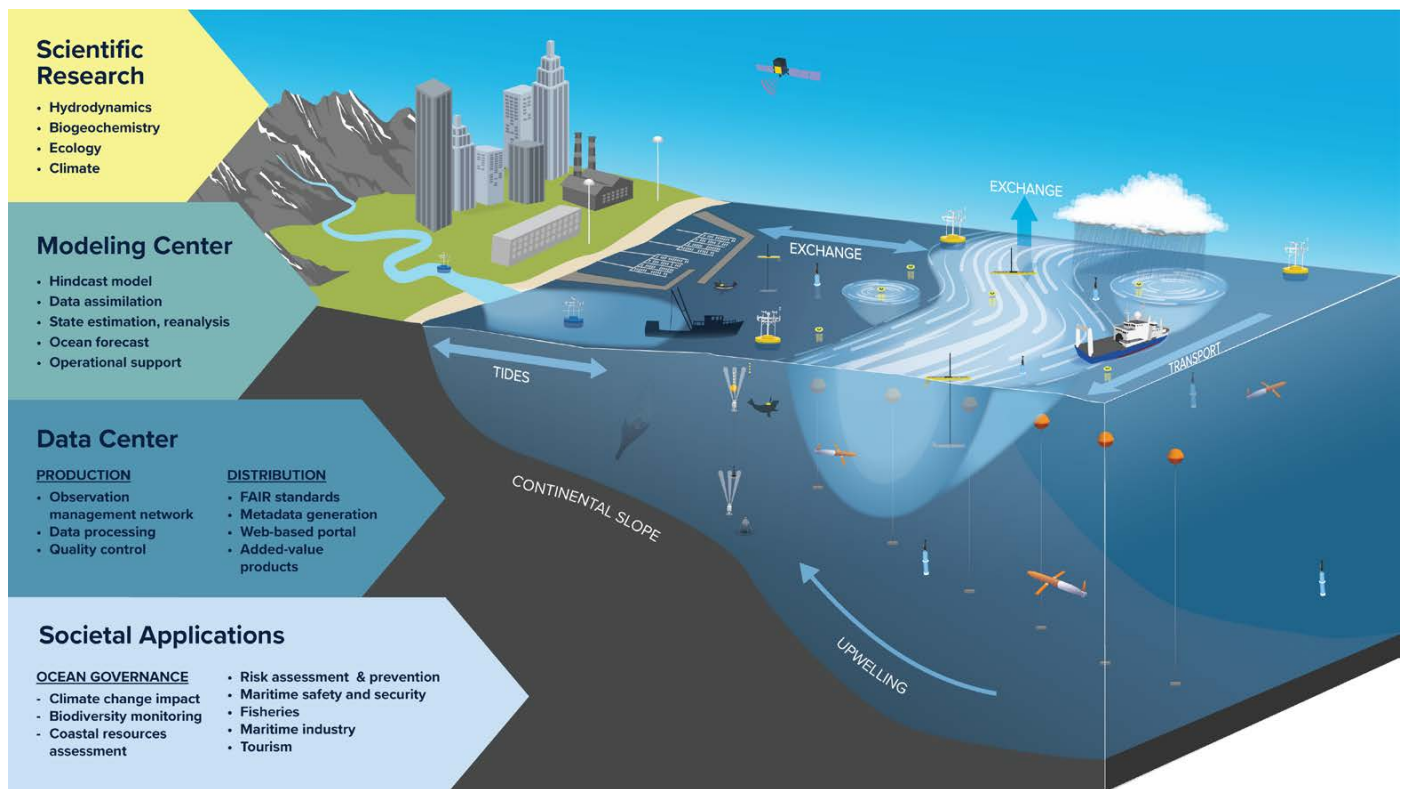 Scientific
Research
• Hydrodynamics
• Biogeochemistry
• Ecology
• Climate
Modeling Center
• Hindcast model
• Data assimilation
• State estimation, reanalysis
• Ocean forecast
• Operational support
Data Center
PRODUCTION
• Observation
management network
• Data processing
• Quality control
DISTRIBUTION
• FAIR standards
• Metadata generation
• Web-based portal
• Added-value
products
Societal Applications
OCEAN GOVERNANCE
- Climate change impact
- Biodiversity monitoring
- Coastal resources
assessment
• Risk assessment & prevention
• Maritime safety and security
• Fisheries
• Maritime industry
• Tourism
EXCHANGE
EXCHANGE
TRANSPORT
TIDES
CONTINENTAL SLOPE
UPWELLING